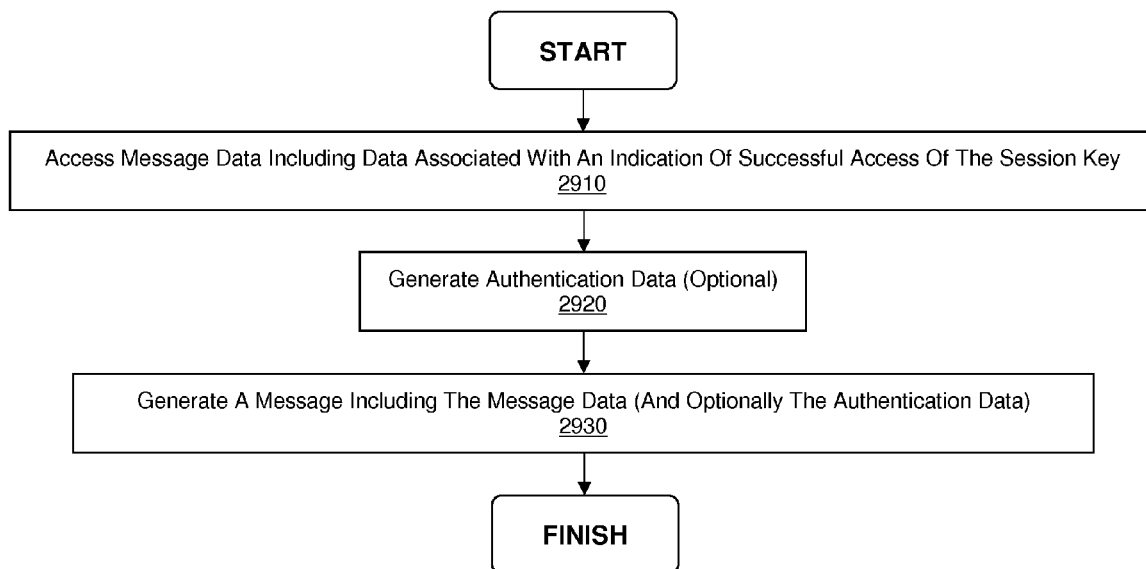 START
Access Message Data Including Data Associated With An Indication Of Successful Access Of The Session Key
2910
Generate Authentication Data (Optional)
2920
Generate A Message Including The Message Data (And Optionally The Authentication Data)
2930
FINISH